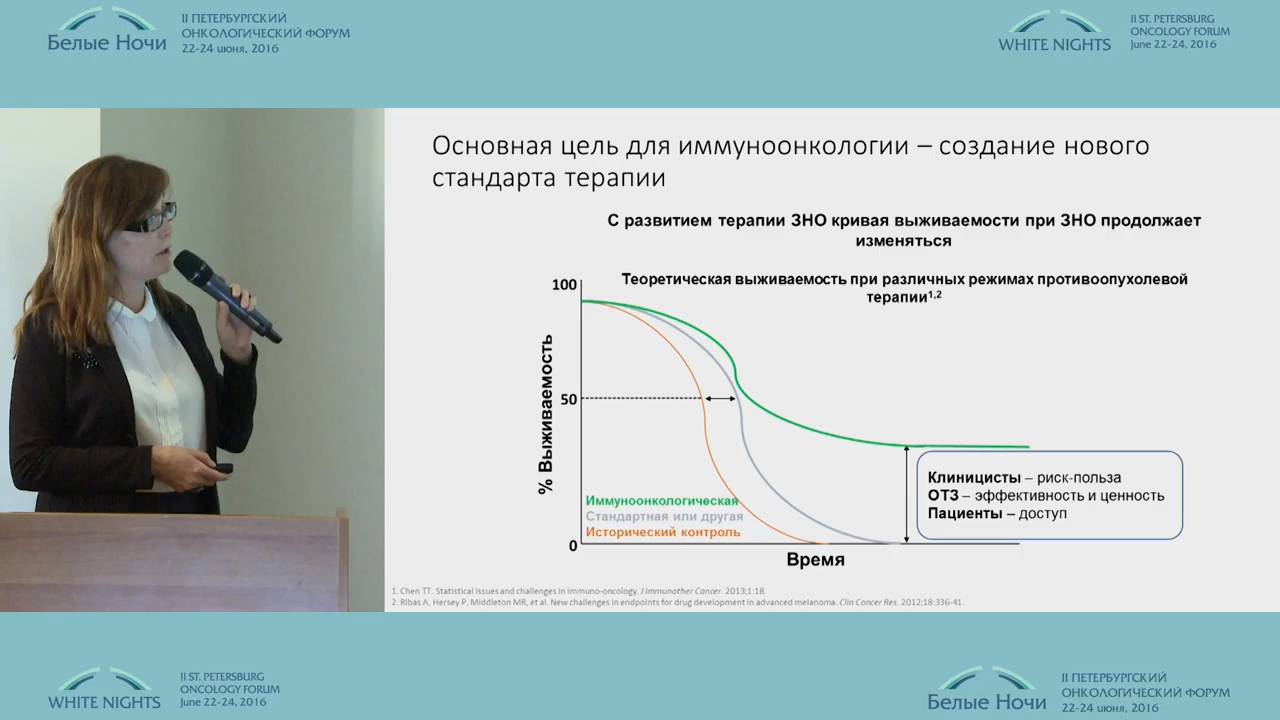 Белые Ночи
II ПЕТЕРБУРГСКИЙ
ОНКОЛОГИЧЕСКИЙ ФОРУМ
22-24 июня, 2016
WHITE NIGHTS
II ST. PETERSBURG
ONCOLOGY FORUM
June 22-24, 2016
Основная цель для иммуноонкологии – создание нового
стандарта терапии
С развитием терапии ЗНО кривая выживаемости при ЗНО продолжает
изменяться
Теоретическая выживаемость при различных режимах противоопухолевой
терапии1,2
100
50
0
% Выживаемость
Иммуноонкологическая
Стандартная или другая
Исторический контроль
Время
Клиницисты – риск-польза
ОТЗ – эффективность и ценность
Пациенты – доступ
1. Chen TT. Statistical issues and challenges in immuno-oncology. J Immunother Cancer. 2013;1:18.
2. Ribas A, Hersey P, Middleton MR, et al. New challenges in endpoints for drug development in advanced melanoma. Clin Cancer Res. 2012;18:336-41.
WHITE NIGHTS
II ST. PETERSBURG
ONCOLOGY FORUM
June 22-24, 2016
Белые Ночи
II ПЕТЕРБУРГСКИЙ
ОНКОЛОГИЧЕСКИЙ ФОРУМ
22-24 июня, 2016